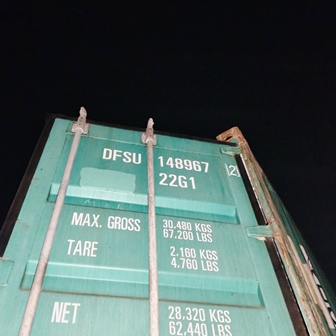 DFSU 148967 2
22G1
MAX. GROSS 30.480 KGS
67.200 LBS
TARE 2.160 KGS
4.760 LBS
NET 28.320 KGS
62,440 LBS